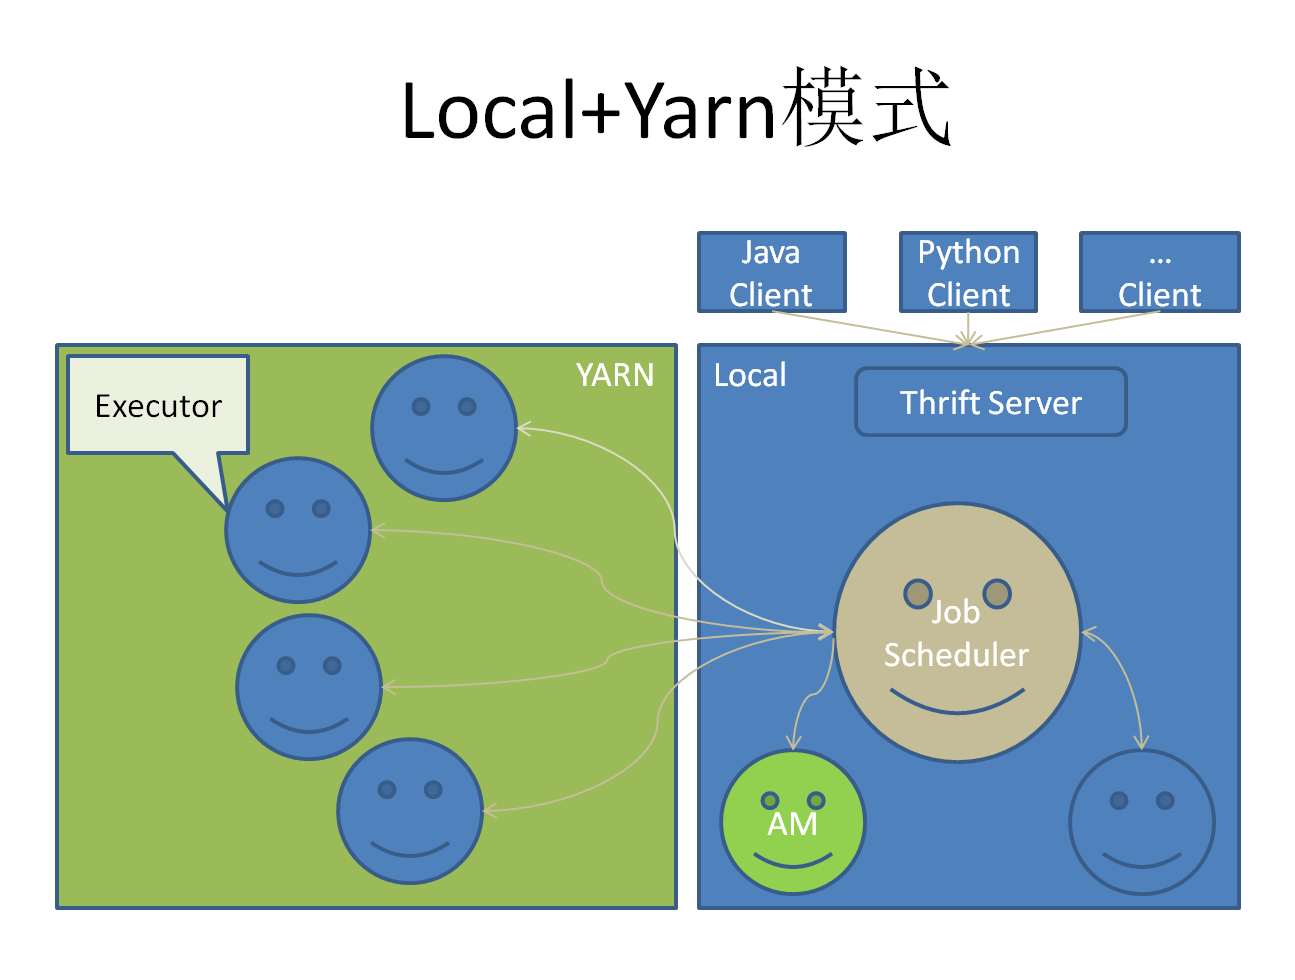 Local+Yarn模式
Java
Client
Python
Client
...
Client
YARN
Local
Executor
Thrift Server
Job
Scheduler
AM